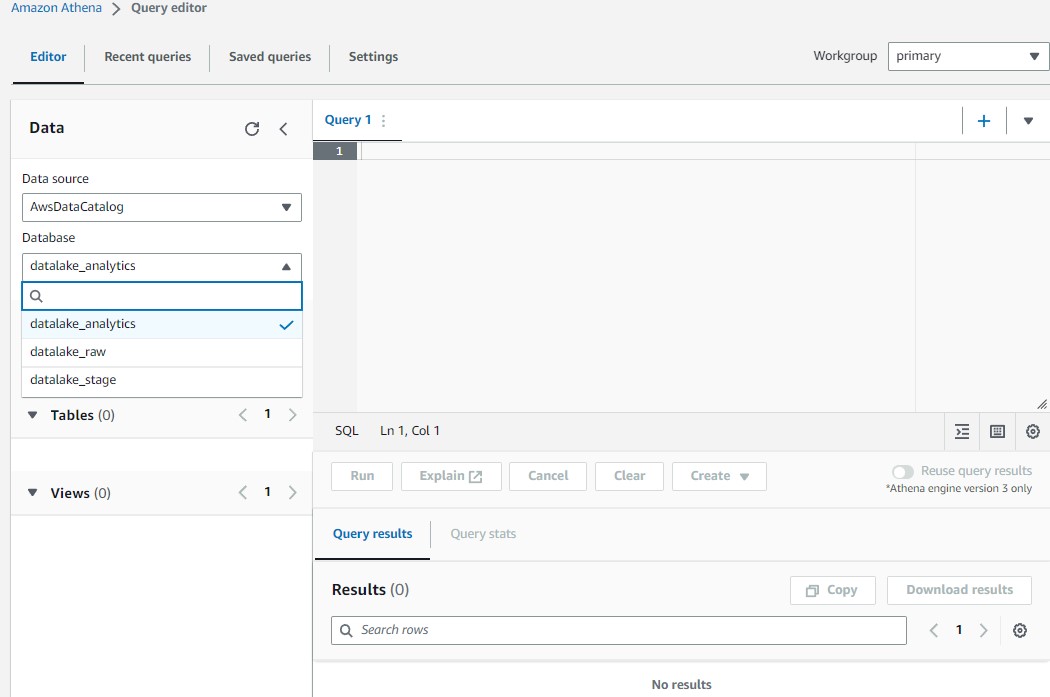 Amazon Athena > Query editor
Editor Recent queries Saved queries Settings
Workgroup primary
Data
Query 1
1
Data source
AwsDataCatalog
Database
datalake_analytics
datalake_analytics
datalake_raw
datalake_stage
Tables (0) < 1 >
Views (0) < 1 >
SQL Ln 1, Col 1
Run Explain Cancel Clear Create
Reuse query results
*Athena engine version 3 only
Query results Query stats
Results (0)
Copy Download results
Search rows
< 1 >
No results